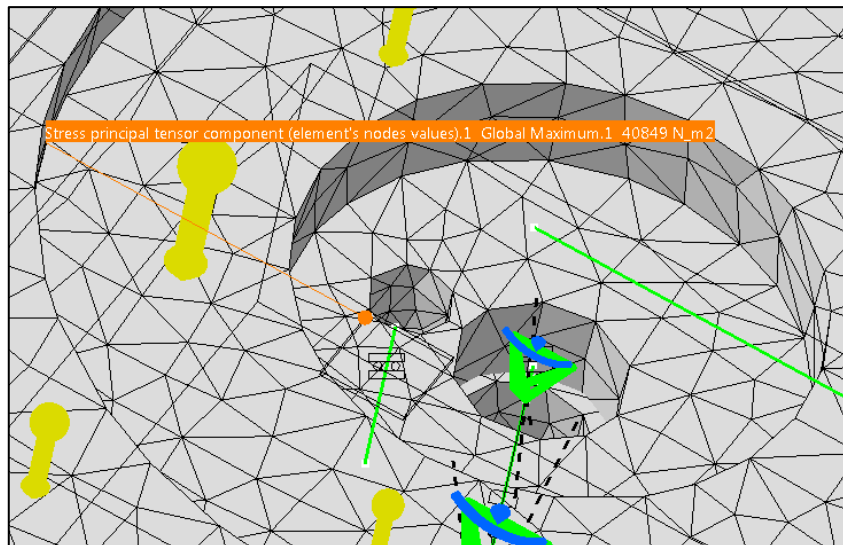 Stress principal tensor component (element's nodes values).1 Global Maximum.1 40849 N_m2